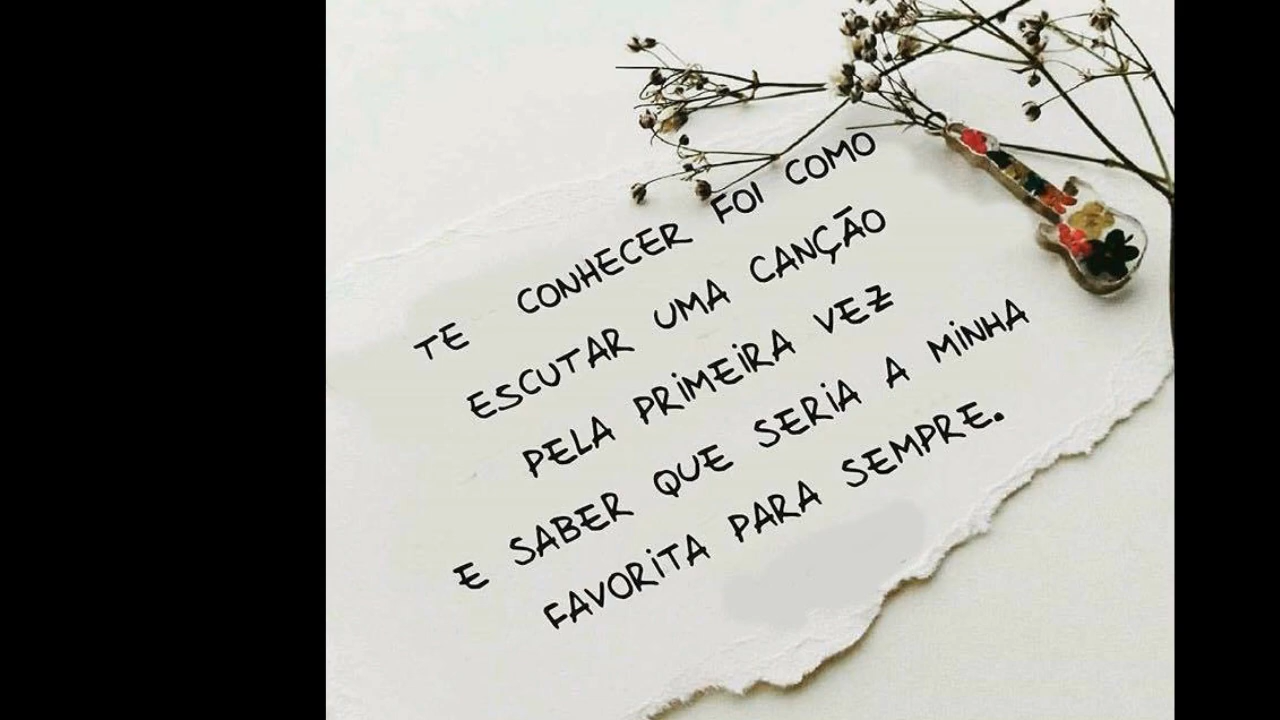 TE CONHECER FOI COMO
ESCUTAR UMA CANÇÃO
PELA PRIMEIRA VEZ
E SABER QUE SERIA A MINHA
FAVORITA PARA SEMPRE.